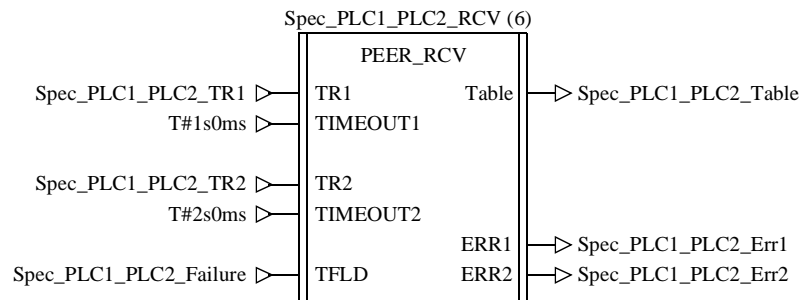 Spec_PLC1_PLC2_RCV (6)
PEER_RCV
Spec_PLC1_PLC2_TR1 TR1 Table Spec_PLC1_PLC2_Table
T#1s0ms TIMEOUT1
Spec_PLC1_PLC2_TR2 TR2
T#2s0ms TIMEOUT2
ERR1 Spec_PLC1_PLC2_Err1
Spec_PLC1_PLC2_Failure TFLD ERR2 Spec_PLC1_PLC2_Err2